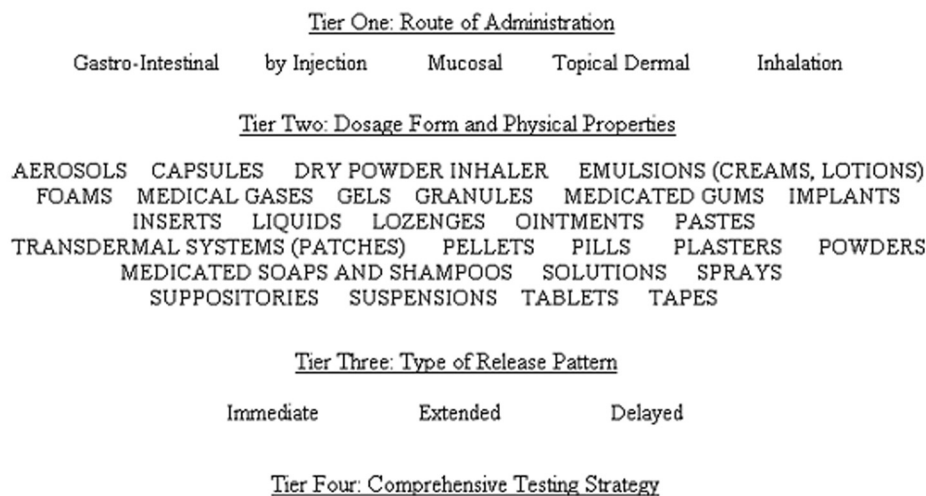 Tier One: Route of Administration
Gastro-Intestinal by Injection Mucosal Topical Dermal Inhalation
Tier Two: Dosage Form and Physical Properties
AEROSOLS CAPSULES DRY POWDER INHALER EMULSIONS (CREAMS, LOTIONS)
FOAMS MEDICAL GASES GELS GRANULES MEDICATED GUMS IMPLANTS
INSERTS LIQUIDS LOZENGES OINTMENTS PASTES
TRANSDERMAL SYSTEMS (PATCHES) PELLETS PILLS PLASTERS POWDERS
MEDICATED SOAPS AND SHAMPOOS SOLUTIONS SPRAYS
SUPPOSITORIES SUSPENSIONS TABLETS TAPES
Tier Three: Type of Release Pattern
Immediate Extended Delayed
Tier Four: Comprehensive Testing Strategy